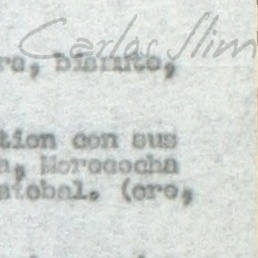 Carlos Slim
re, bismuto,
tion con sus
a, Morococha
stobal. (oro,